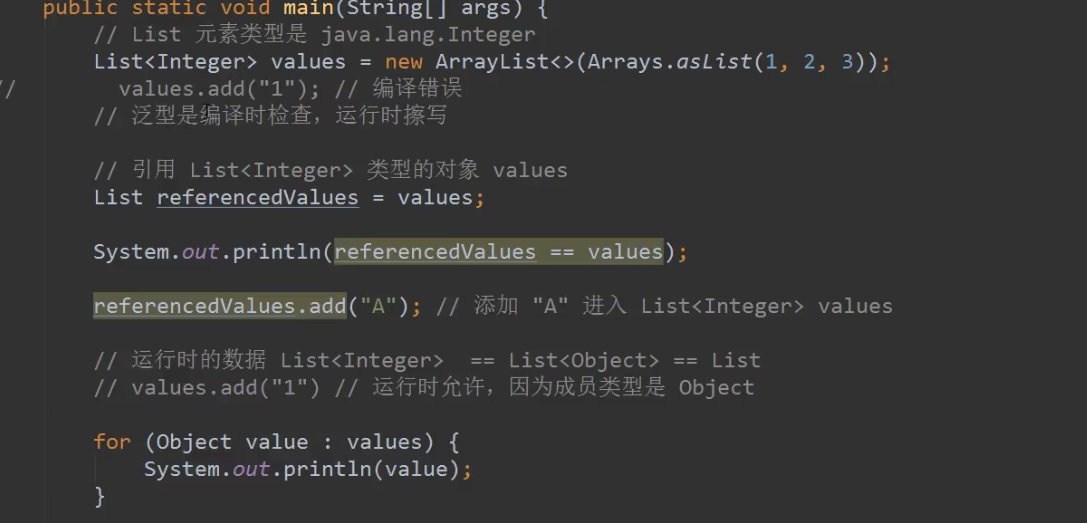 public static void main(String[] args) {
// List 元素类型是 java.lang.Integer
List<Integer> values = new ArrayList<>(Arrays.asList(1, 2, 3));
// values.add("1"); // 编译错误
// 泛型是编译时检查，运行时擦写
// 引用 List<Integer> 类型的对象 values
List referencedValues = values;
System.out.println(referencedValues == values);
referencedValues.add("A"); // 添加 "A" 进入 List<Integer> values
// 运行时的数据 List<Integer>  == List<Object> == List
// values.add("1") // 运行时允许，因为成员类型是 Object
for (Object value : values) {
System.out.println(value);
}